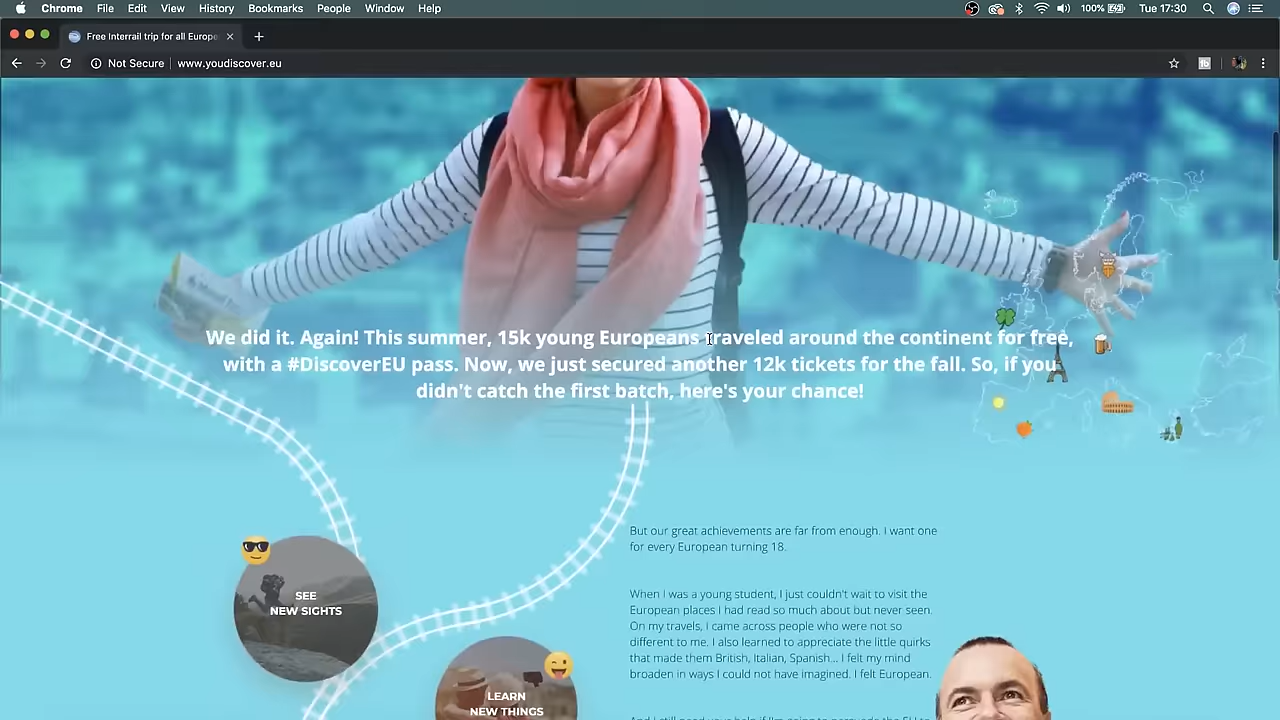 Chrome File Edit View History Bookmarks People Window Help 100% Tue 17:30
Free Interrail trip for all Europe
Not Secure www.youdiscover.eu
We did it. Again! This summer, 15k young Europeans traveled around the continent for free,
with a #DiscoverEU pass. Now, we just secured another 12k tickets for the fall. So, if you
didn't catch the first batch, here's your chance!
But our great achievements are far from enough. I want one
for every European turning 18.
SEE
NEW SIGHTS
When I was a young student, I just couldn't wait to visit the
European places I had read so much about but never seen.
On my travels, I came across people who were not so
different to me. I also learned to appreciate the little quirks
that made them British, Italian, Spanish... I felt my mind
broaden in ways I could not have imagined. I felt European.
LEARN
NEW THINGS